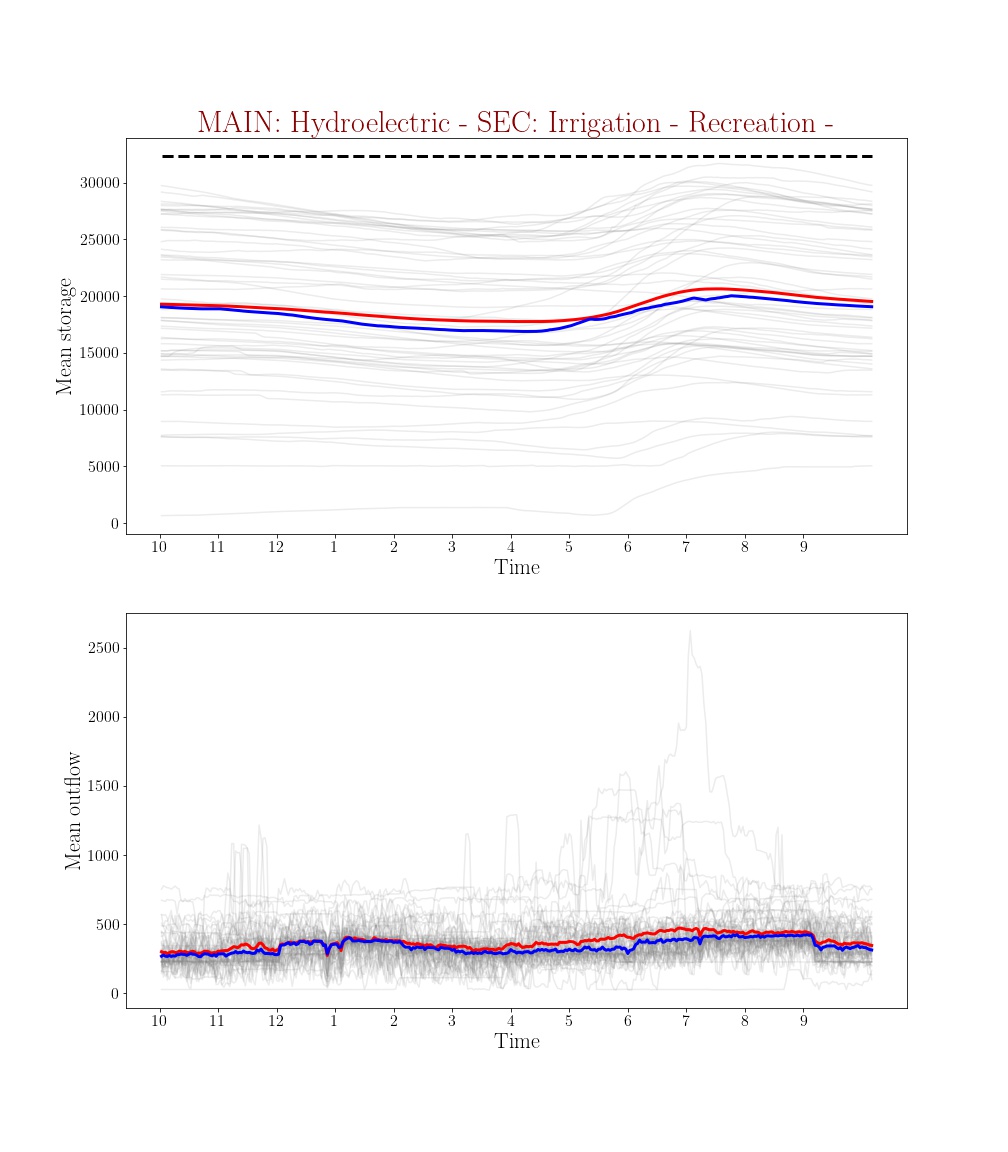 MAIN: Hydroelectric - SEC: Irrigation - Recreation -
30000
25000
20000
15000
10000
5000
0
Mean storage
10 11 12 1 2 3 4 5 6 7 8 9
Time
2500
2000
1500
1000
500
0
Mean outflow
10 11 12 1 2 3 4 5 6 7 8 9
Time